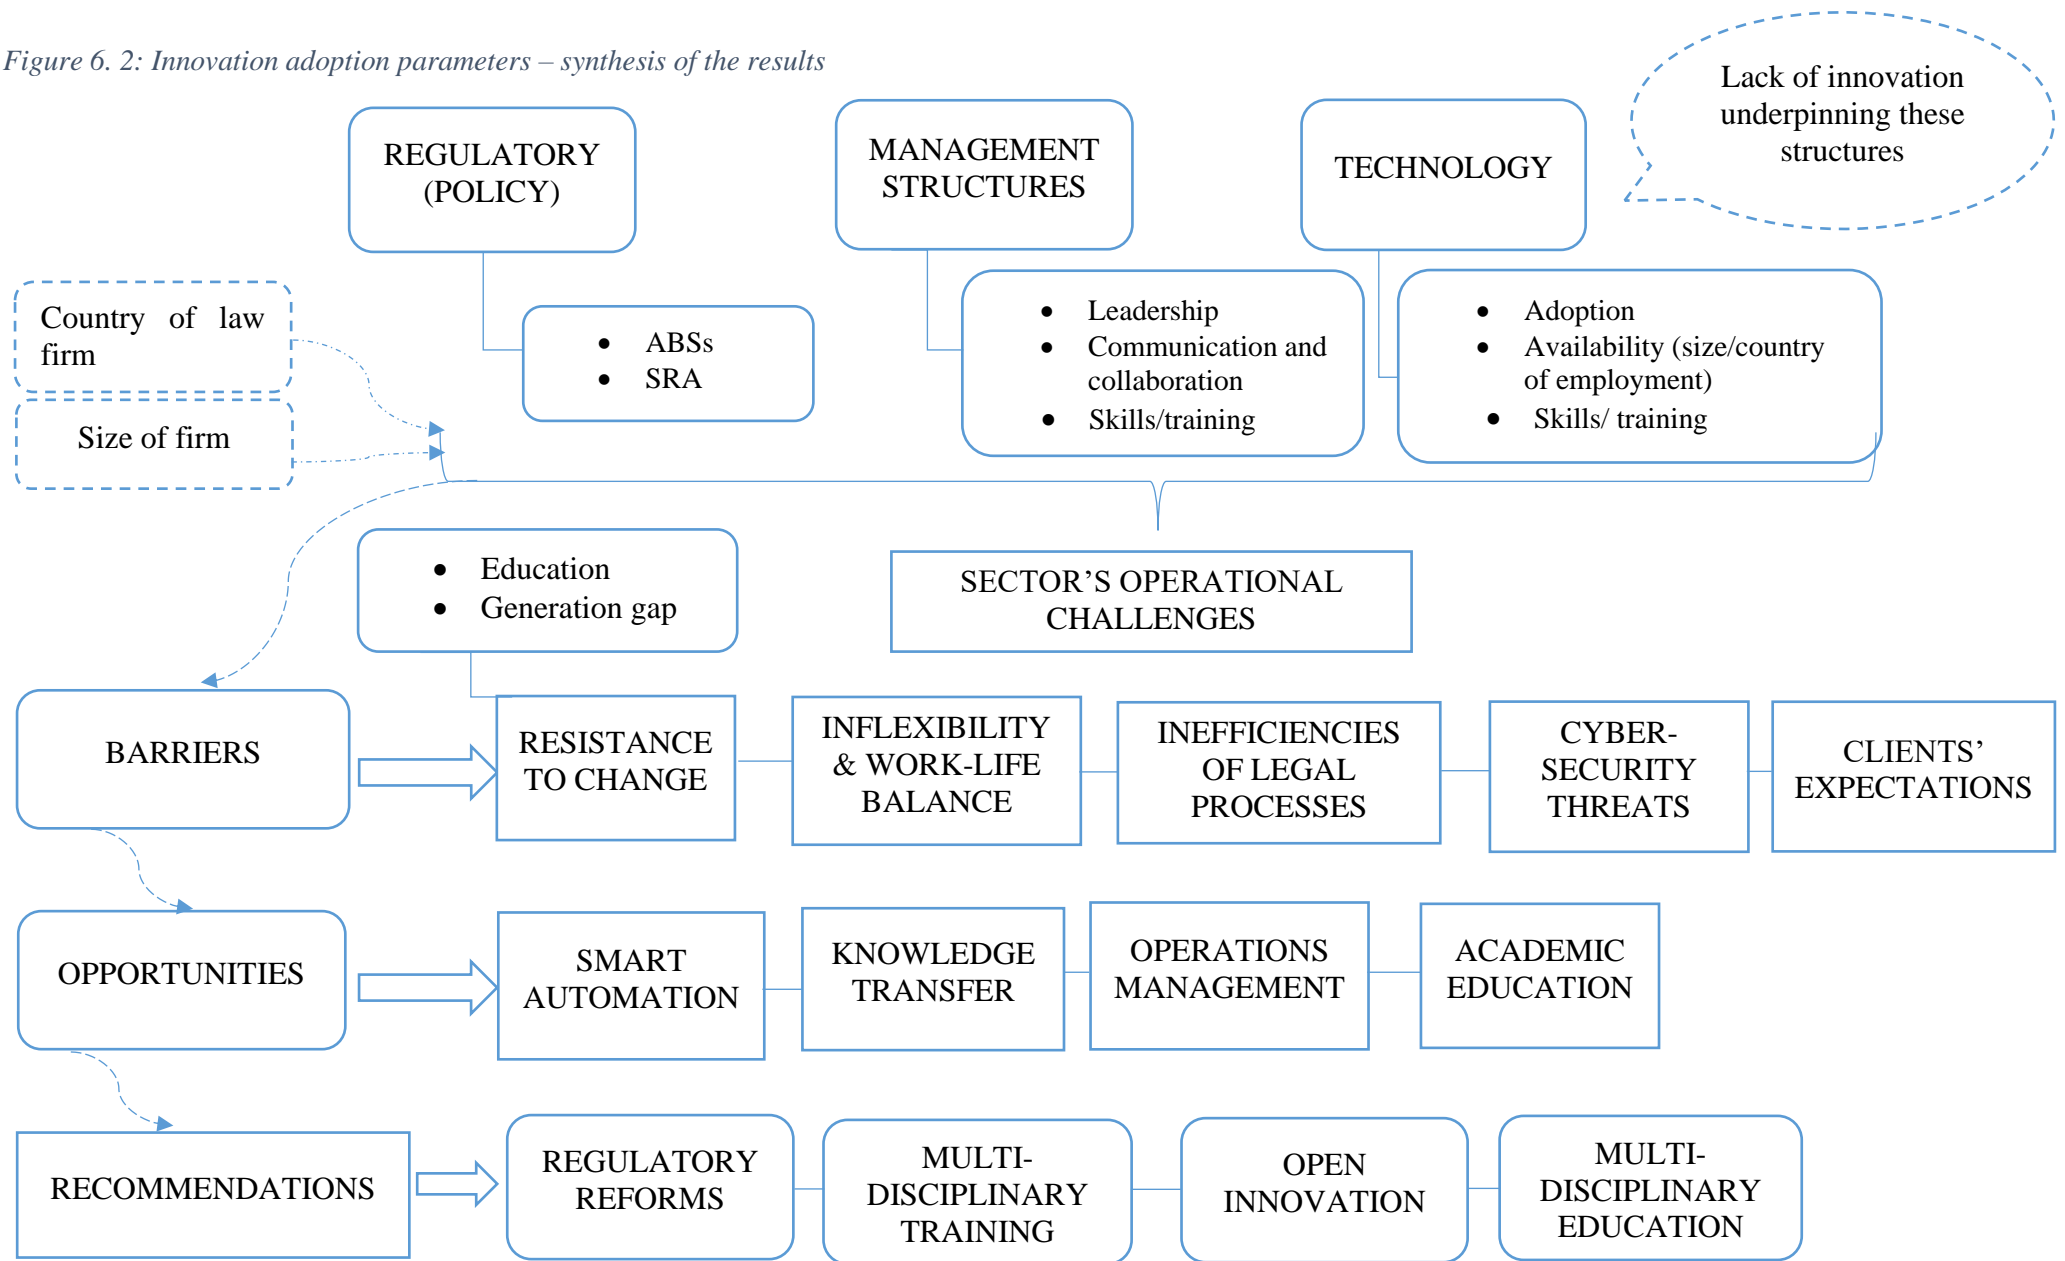 Figure 6. 2: Innovation adoption parameters – synthesis of the results
Lack of innovation
underpinning these
structures
REGULATORY
(POLICY)
MANAGEMENT
STRUCTURES
TECHNOLOGY
Country of law
firm
Size of firm
• ABSs
• SRA
• Leadership
• Communication and
collaboration
• Skills/training
• Adoption
• Availability (size/country
of employment)
• Skills/ training
• Education
• Generation gap
SECTOR’S OPERATIONAL
CHALLENGES
BARRIERS
RESISTANCE
TO CHANGE
INFLEXIBILITY
& WORK-LIFE
BALANCE
INEFFICIENCIES
OF LEGAL
PROCESSES
CYBER-
SECURITY
THREATS
CLIENTS’
EXPECTATIONS
OPPORTUNITIES
SMART
AUTOMATION
KNOWLEDGE
TRANSFER
OPERATIONS
MANAGEMENT
ACADEMIC
EDUCATION
RECOMMENDATIONS
REGULATORY
REFORMS
MULTI-
DISCIPLINARY
TRAINING
OPEN
INNOVATION
MULTI-
DISCIPLINARY
EDUCATION